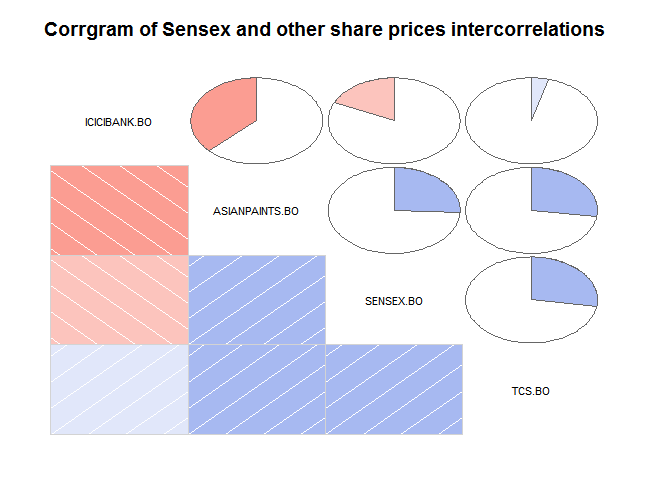 Corrgram of Sensex and other share prices intercorrelations
ICICIBANK.BO
ASIANPAINTS.BO
SENSEX.BO
TCS.BO